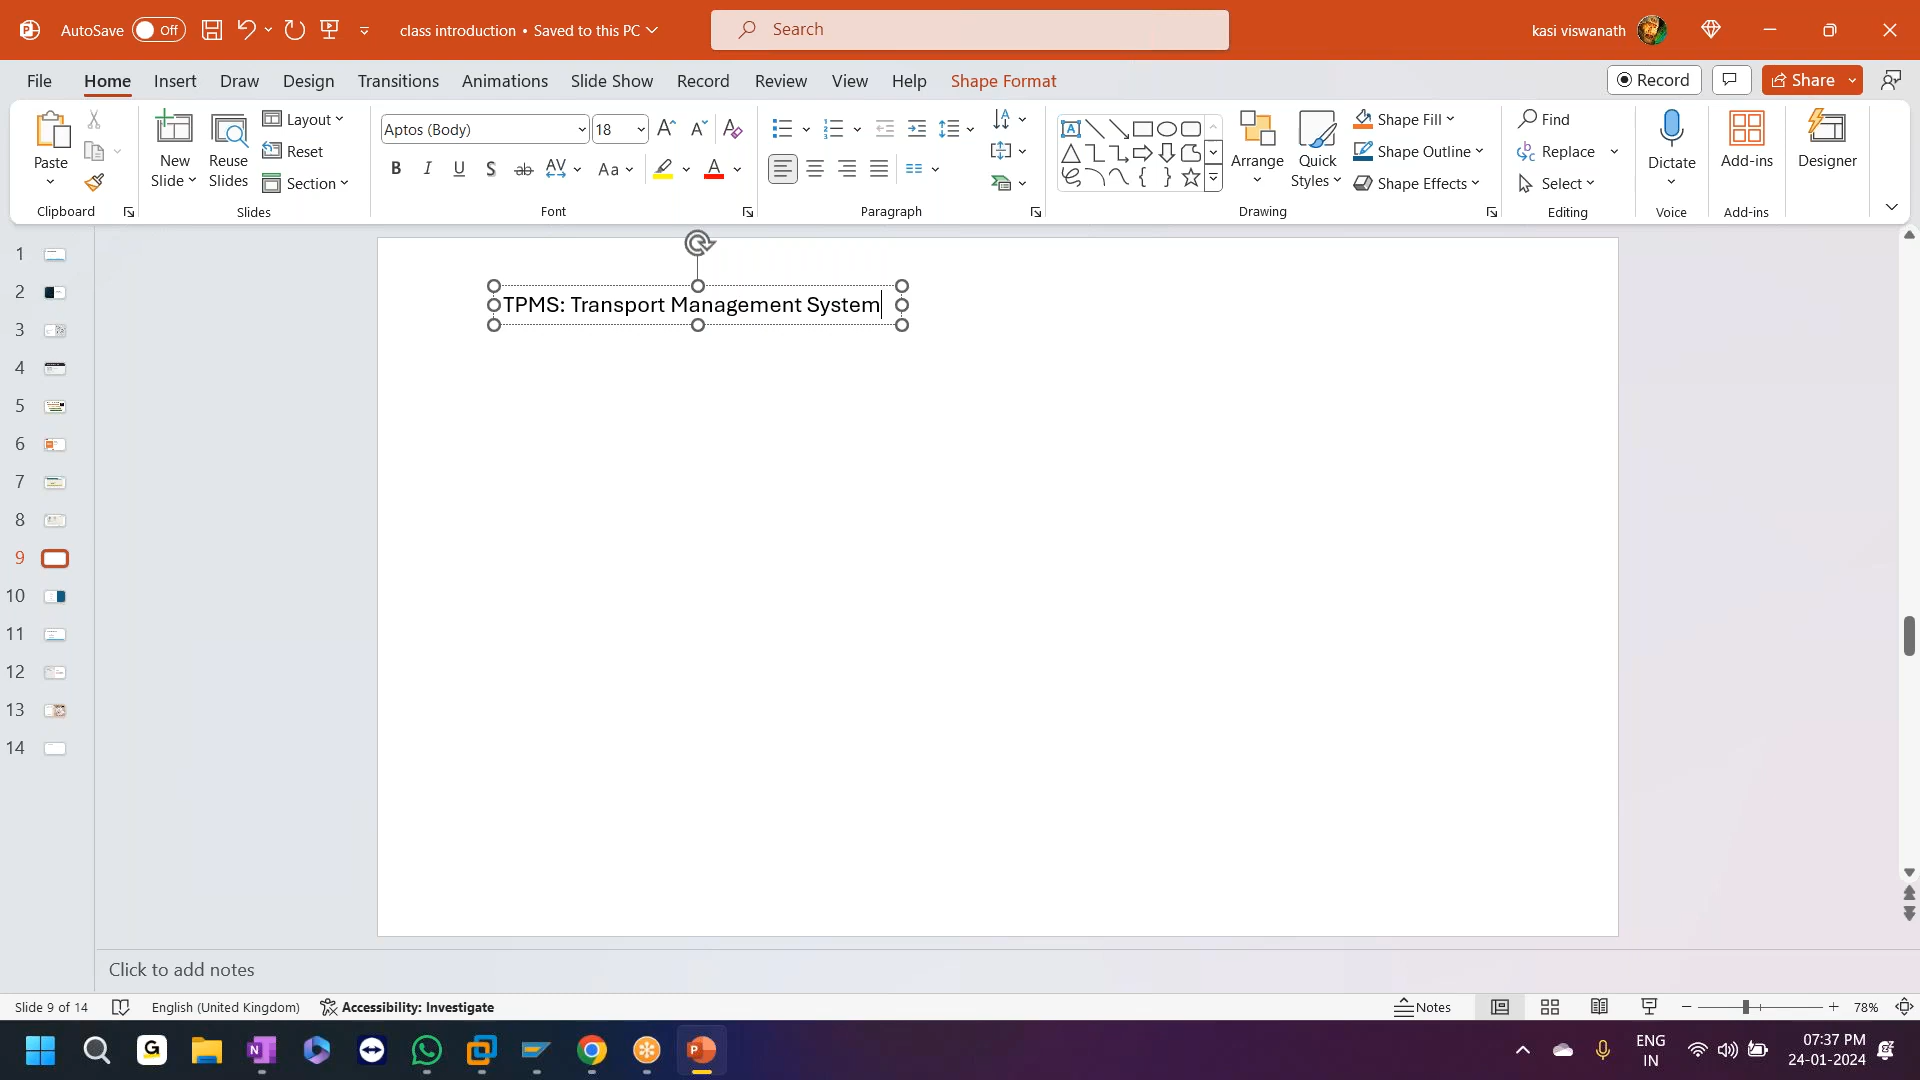 AutoSave Off class introduction • Saved to this PC Search kasi viswanath
File Home Insert Draw Design Transitions Animations Slide Show Record Review View Help Shape Format Record Share
Paste
Clipboard
New Slide
Reuse Slides
Layout
Reset
Section
Slides
Aptos (Body) 18
B I U S ab AV Aa A
Font
Paragraph
Drawing
Arrange
Quick Styles
Shape Fill
Shape Outline
Shape Effects
Find
Replace
Select
Editing
Dictate
Voice
Add-ins
Add-ins
Designer
1
2
3
4
5
6
7
8
9
10
11
12
13
14
TPMS: Transport Management System
Click to add notes
Slide 9 of 14 English (United Kingdom) Accessibility: Investigate Notes 78%
ENG IN
07:37 PM
24-01-2024